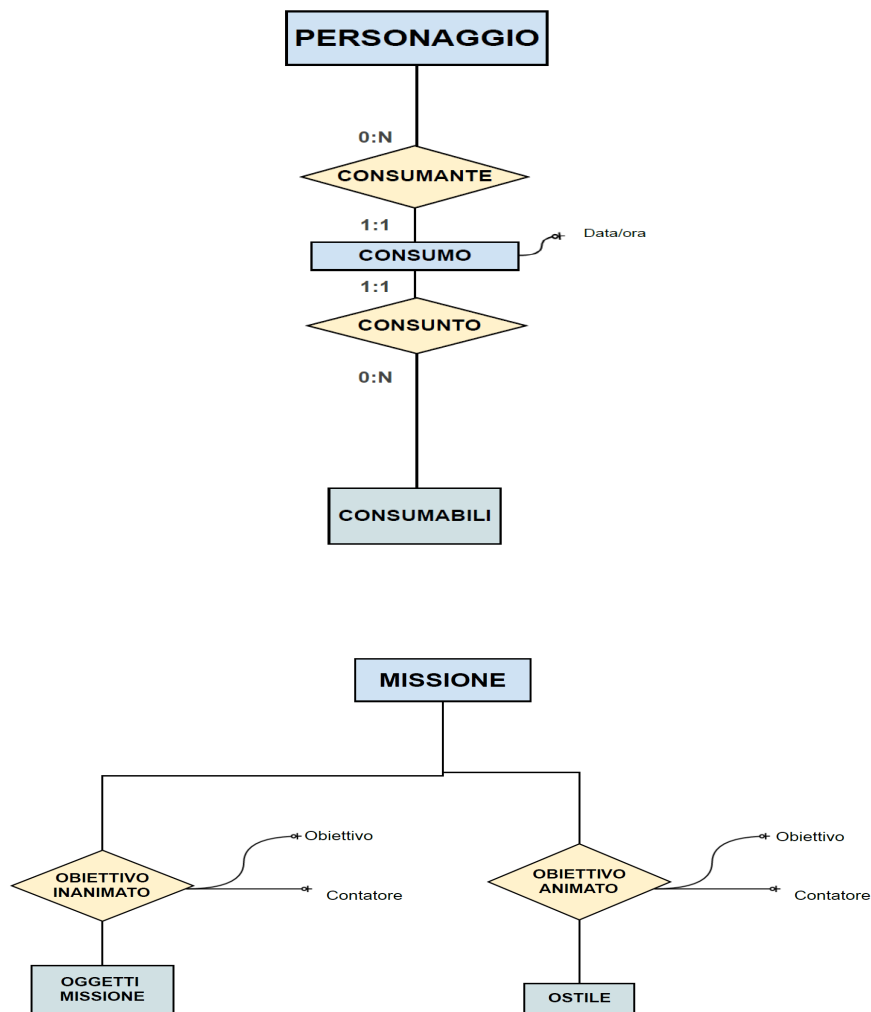 PERSONAGGIO
0:N
CONSUMANTE
1:1
Data/ora
CONSUMO
1:1
CONSUNTO
0:N
CONSUMABILI
MISSIONE
Obiettivo
OBIETTIVO
INANIMATO
Contatore
Obiettivo
OBIETTIVO
ANIMATO
Contatore
OGGETTI
MISSIONE
OSTILE